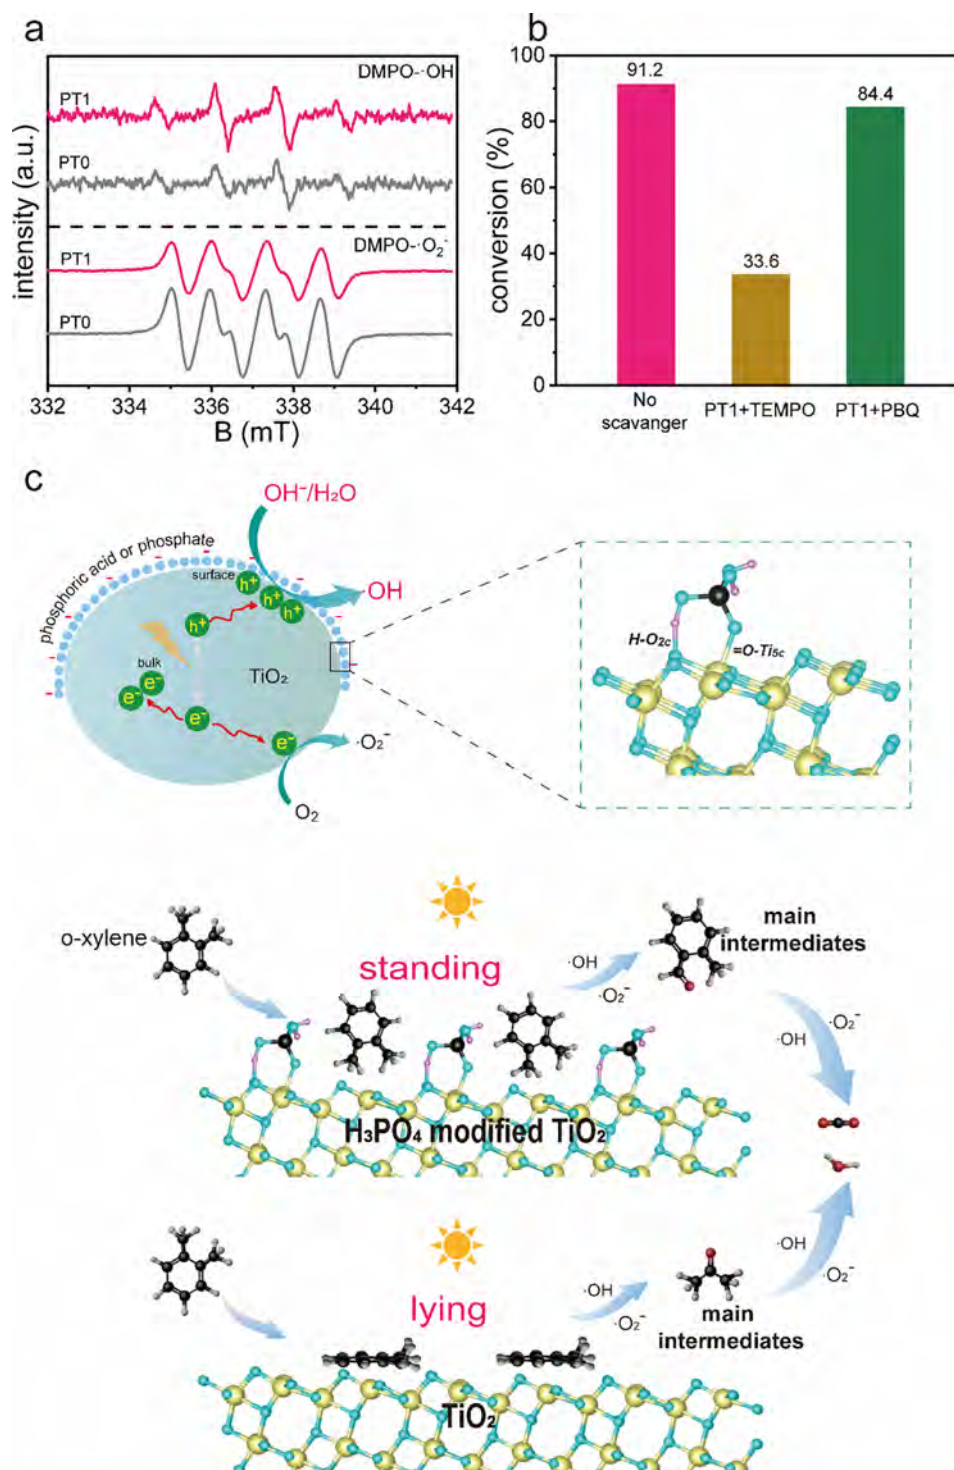 a
DMPO-·OH
PT1
PT0
DMPO-·O₂⁻
PT1
PT0
intensity (a.u.)
332 334 336 338 340 342
B (mT)
b
100
80
60
40
20
0
conversion (%)
91.2
33.6
84.4
No
scavanger
PT1+TEMPO
PT1+PBQ
c
OH⁻/H₂O
phosphoric acid or phosphate
surface
h⁺
h⁺
h⁺
h⁺
·OH
bulk
e⁻
e⁻
e⁻
e⁻
TiO₂
·O₂⁻
O₂
H-O2c
=O-Ti5c
o-xylene
standing
·OH
·O₂⁻
main
intermediates
·OH
·O₂⁻
H₃PO₄ modified TiO₂
lying
·OH
·O₂⁻
main
intermediates
·OH
·O₂⁻
TiO₂